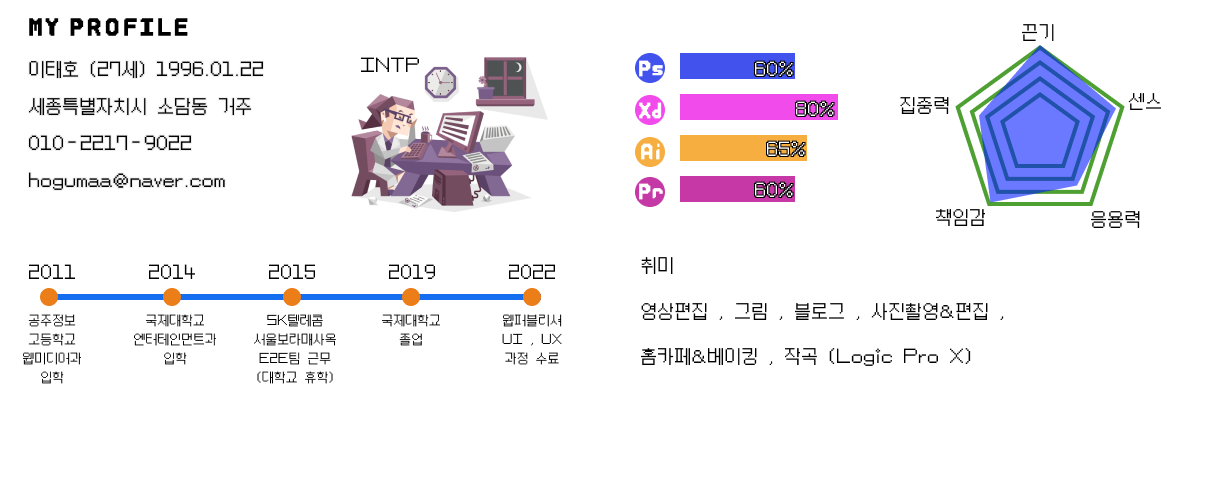 MY PROFILE
이태호 (27세) 1996.01.22
세종특별자치시 소담동 거주
010-2217-9022
hogumaa@naver.com
INTP
Ps 60%
Xd 80%
Ai 65%
Pr 60%
끈기
집중력
센스
책임감
응용력
2011
공주정보
고등학교
웹미디어과
입학
2014
국제대학교
엔터테인먼트과
입학
2015
SK텔레콤
서울보라매사옥
E2E팀 근무
(대학교 휴학)
2019
국제대학교
졸업
2022
웹퍼블리셔
UI , UX
과정 수료
취미
영상편집 , 그림 , 블로그 , 사진촬영&편집 ,
홈카페&베이킹 , 작곡 (Logic Pro X)